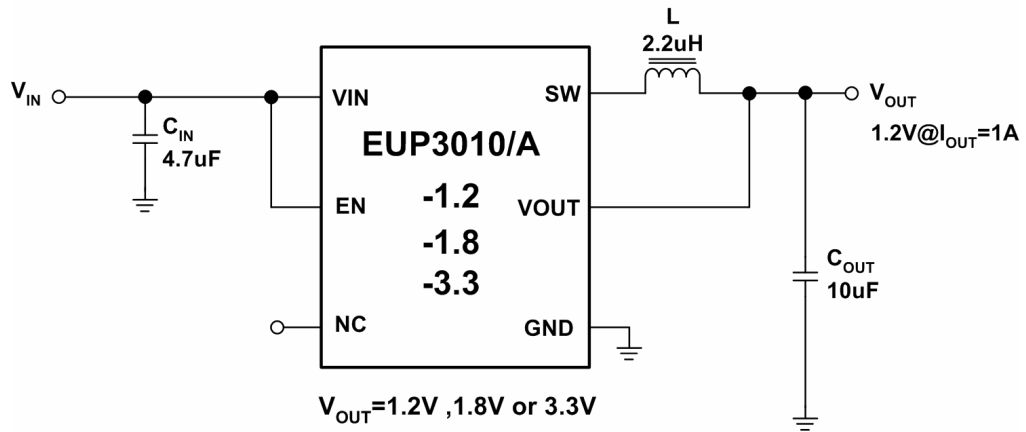 L
2.2uH
VIN
VIN
SW
VOUT
1.2V@IOUT=1A
CIN
4.7uF
EUP3010/A
-1.2
-1.8
-3.3
EN
VOUT
COUT
10uF
NC
GND
VOUT=1.2V ,1.8V or 3.3V